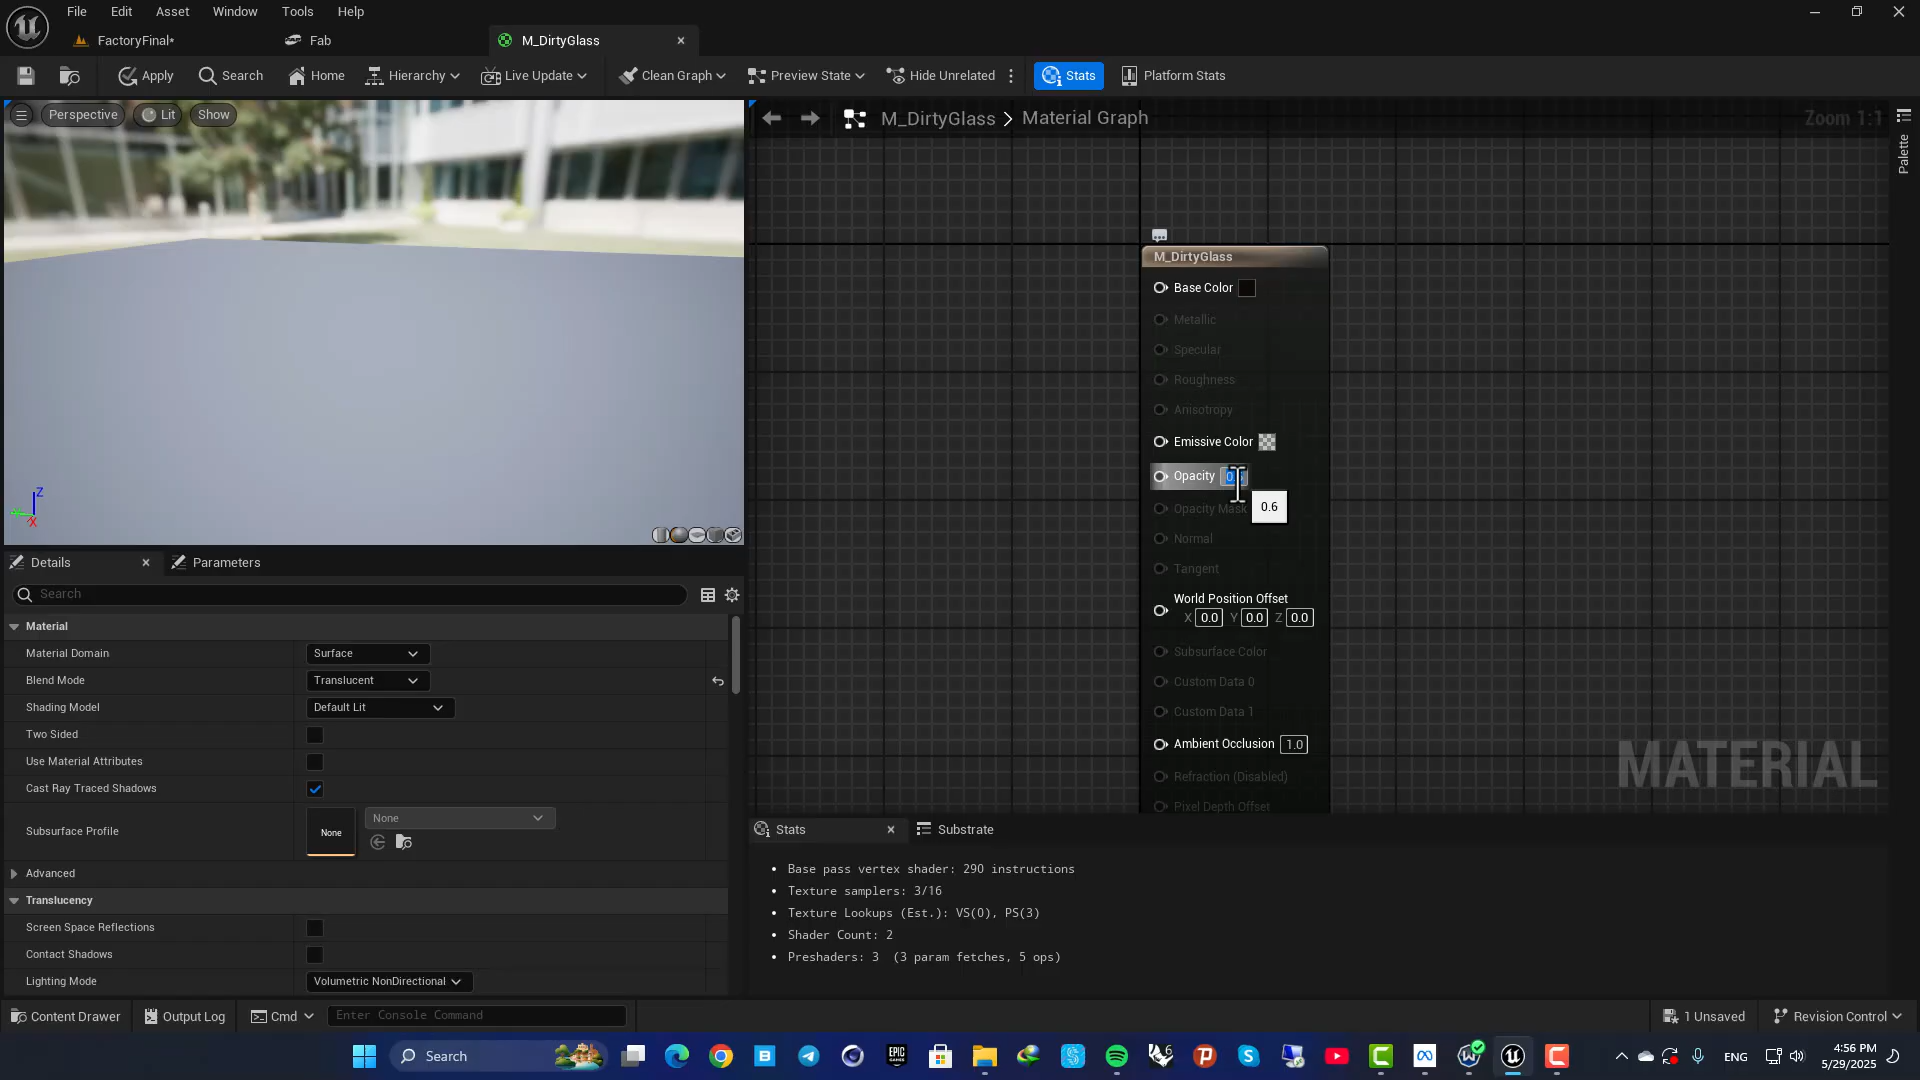 File Edit Asset Window Tools Help
FactoryFinal* Fab M_DirtyGlass
Apply Search Home Hierarchy Live Update Clean Graph Preview State Hide Unrelated Stats Platform Stats
Perspective Lit Show
M_DirtyGlass > Material Graph
Zoom 1:1
Palette
M_DirtyGlass
Base Color
Metallic
Specular
Roughness
Anisotropy
Emissive Color
Opacity
0.6
Opacity Mask
Normal
Tangent
World Position Offset
X 0.0 Y 0.0 Z 0.0
Subsurface Color
Custom Data 0
Custom Data 1
Ambient Occlusion 1.0
Refraction (Disabled)
Pixel Depth Offset
MATERIAL
Z
X
Details Parameters
Search
Material
Material Domain Surface
Blend Mode Translucent
Shading Model Default Lit
Two Sided
Use Material Attributes
Cast Ray Traced Shadows
Subsurface Profile None None
Advanced
Translucency
Screen Space Reflections
Contact Shadows
Lighting Mode Volumetric NonDirectional
Stats Substrate
Base pass vertex shader: 290 instructions
Texture samplers: 3/16
Texture Lookups (Est.): VS(0), PS(3)
Shader Count: 2
Preshaders: 3 (3 param fetches, 5 ops)
Content Drawer Output Log Cmd Enter Console Command 1 Unsaved Revision Control
Search
EPIC GAMES
ENG
4:56 PM
5/29/2025